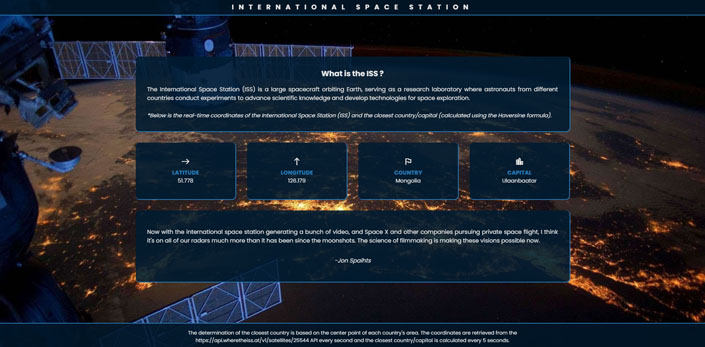 INTERNATIONAL SPACE STATION
What is the ISS ?
The International Space Station (ISS) is a large spacecraft orbiting Earth, serving as a research laboratory where astronauts from different
countries conduct experiments to advance scientific knowledge and develop technologies for space exploration.
*Below is the real-time coordinates of the International Space Station (ISS) and the closest country/capital (calculated using the Haversine formula).
LATITUDE
51.778
LONGITUDE
126.179
COUNTRY
Mongolia
CAPITAL
Ulaanbaatar
Now with the international space station generating a bunch of video, and Space X and other companies pursuing private space flight, I think
it's on all of our radars much more than it has been since the moonshots. The science of filmmaking is making these visions possible now.
-Jon Spaihts
The determination of the closest country is based on the center point of each country's area. The coordinates are retrieved from the
https://api.wheretheiss.at/v1/satellites/25544 API every second and the closest country/capital is calculated every 5 seconds.